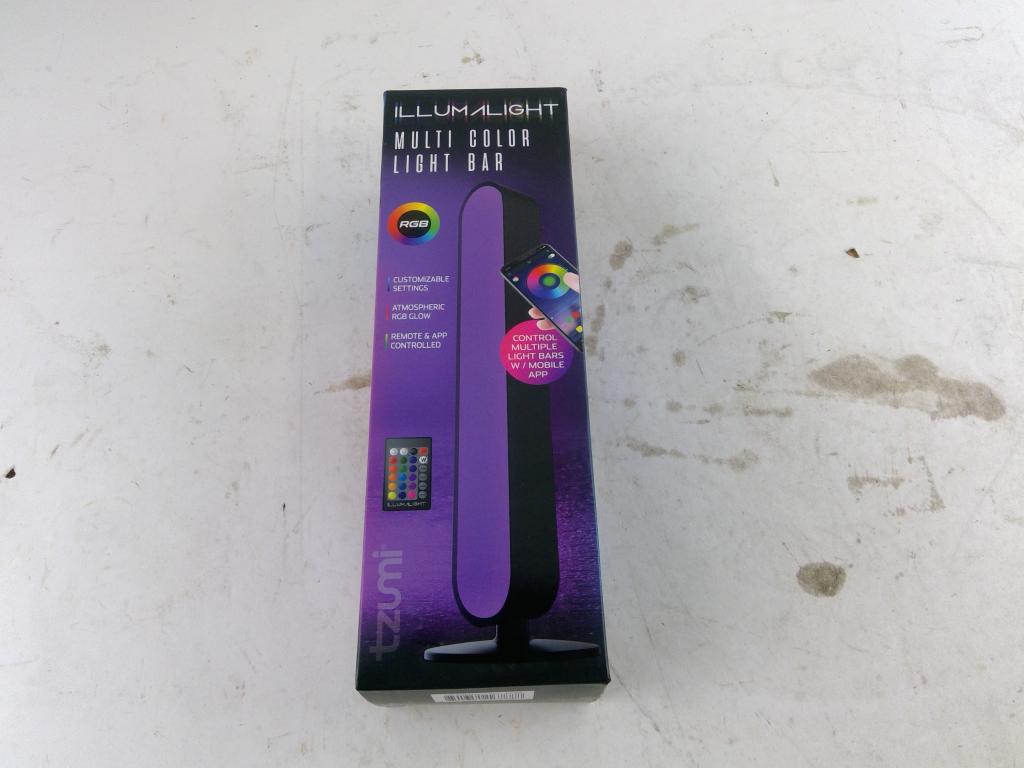 ILLUMALIGHT
MULTI COLOR
LIGHT BAR
RGB
CUSTOMIZABLE
SETTINGS
ATMOSPHERIC
RGB GLOW
REMOTE & APP
CONTROLLED
CONTROL
MULTIPLE
LIGHT BARS
W / MOBILE
APP
W
ILLUMALIGHT
tzumi